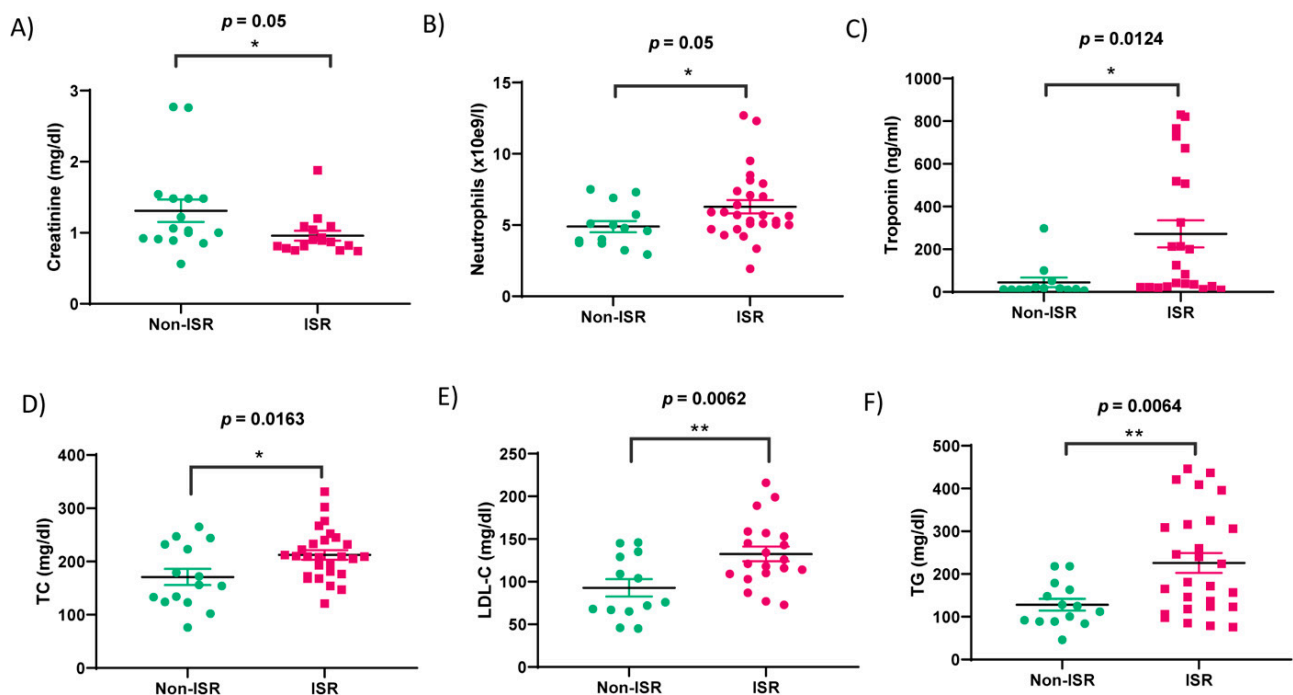 A)
p = 0.05
*
Creatinine (mg/dl)
3
2
1
0
Non-ISR ISR
B)
p = 0.05
*
Neutrophils (x10e9/l)
15
10
5
0
Non-ISR ISR
C)
p = 0.0124
*
Troponin (ng/ml)
1000
800
600
400
200
0
Non-ISR ISR
D)
p = 0.0163
*
TC (mg/dl)
400
300
200
100
0
Non-ISR ISR
E)
p = 0.0062
**
LDL-C (mg/dl)
250
200
150
100
50
0
Non-ISR ISR
F)
p = 0.0064
**
TG (mg/dl)
500
400
300
200
100
0
Non-ISR ISR